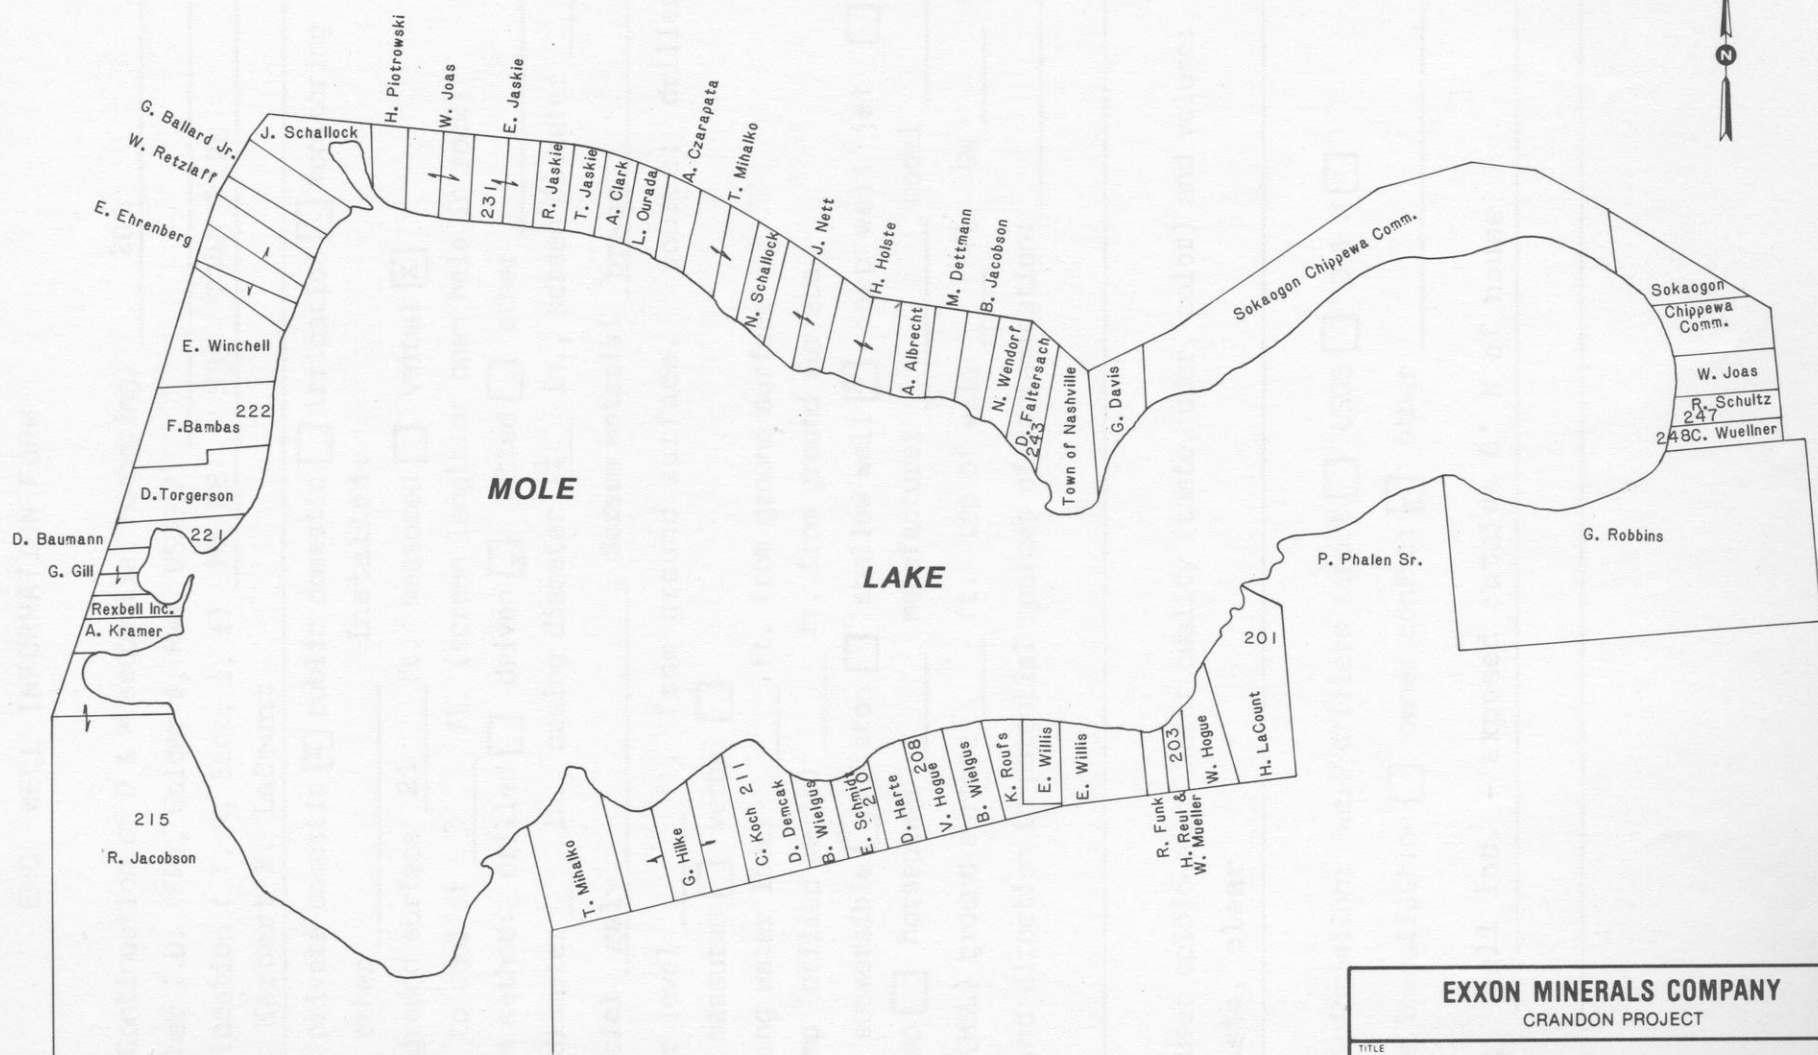 N
G. Ballard Jr.
W. Retzlaff
E. Ehrenberg
J. Schallock
H. Piotrowski
W. Joas
E. Jaskie
231
R. Jaskie
T. Jaskie
A. Clark
L. Ourada
A. Czarapata
T. Mihalko
N. Schallock
J. Nett
H. Holste
A. Albrecht
M. Dettmann
B. Jacobson
N. Wendorf
D. Faltersach
243
Town of Nashville
G. Davis
Sokaogon Chippewa Comm.
Sokaogon
Chippewa
Comm.
W. Joas
R. Schultz
247
248 C. Wuellner
G. Robbins
P. Phalen Sr.
E. Winchell
222
F. Bambas
D. Torgerson
221
D. Baumann
G. Gill
Rexbell Inc.
A. Kramer
MOLE
LAKE
215
R. Jacobson
T. Mihalko
G. Hilke
C. Koch 211
D. Demcak
B. Wielgus
E. Schmidt
210
D. Harte
208
V. Hogue
B. Wielgus
K. Roufs
E. Willis
E. Willis
R. Funk
203
H. Reul &
W. Mueller
W. Hogue
201
H. LaCount
EXXON MINERALS COMPANY
CRANDON PROJECT
TITLE